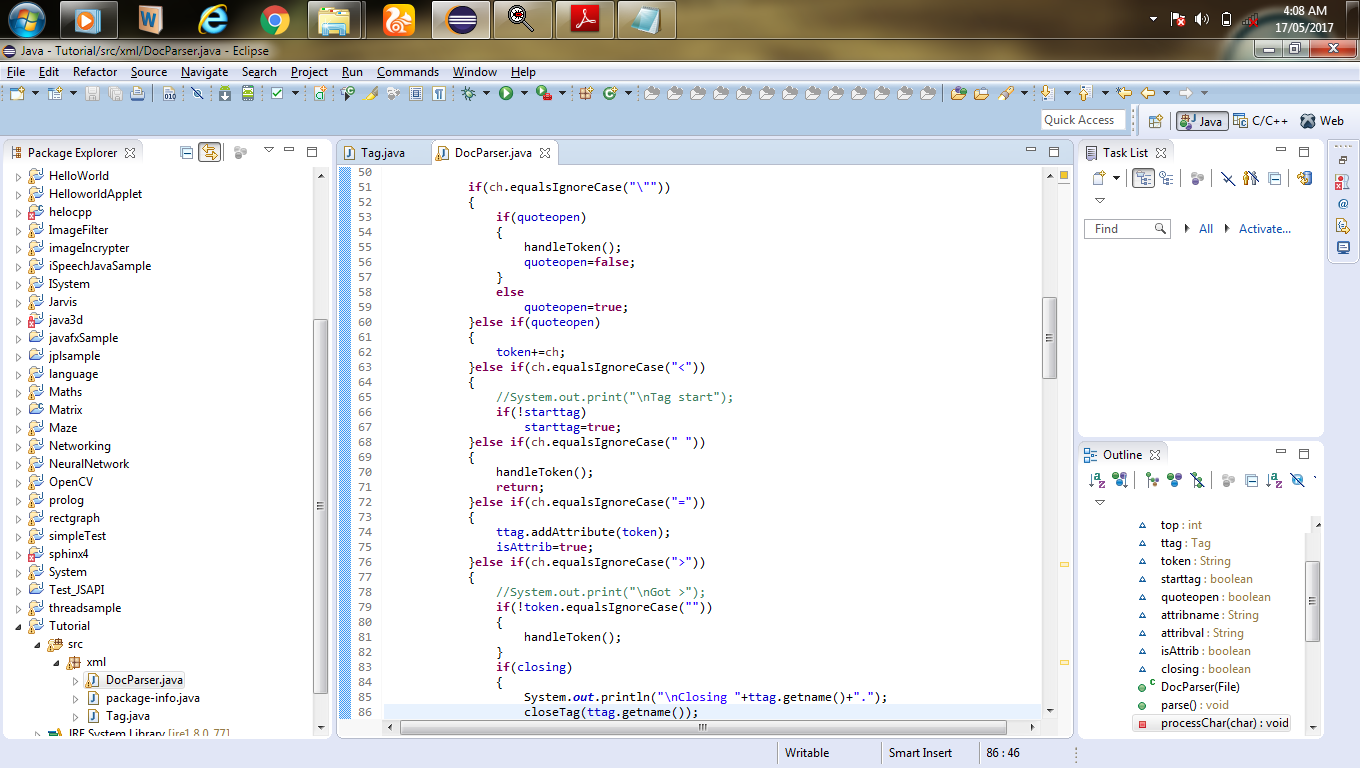 4:08 AM
17/05/2017
Java - Tutorial/src/xml/DocParser.java - Eclipse
File Edit Refactor Source Navigate Search Project Run Commands Window Help
Quick Access
Java C/C++ Web
Package Explorer
HelloWorld
HelloworldApplet
helocpp
ImageFilter
imageIncrypter
iSpeechJavaSample
ISystem
Jarvis
java3d
javafxSample
jplsample
language
Maths
Matrix
Maze
Networking
NeuralNetwork
OpenCV
prolog
rectgraph
simpleTest
sphinx4
System
Test_JSAPI
threadsample
Tutorial
src
xml
DocParser.java
package-info.java
Tag.java
JRE System Library [jre1.8.0_77]
Tag.java DocParser.java
50
51 if(ch.equalsIgnoreCase("\""))
52 {
53 if(quoteopen)
54 {
55 handleToken();
56 quoteopen=false;
57 }
58 else
59 quoteopen=true;
60 }else if(quoteopen)
61 {
62 token+=ch;
63 }else if(ch.equalsIgnoreCase("<"))
64 {
65 //System.out.print("\nTag start");
66 if(!starttag)
67 starttag=true;
68 }else if(ch.equalsIgnoreCase(" "))
69 {
70 handleToken();
71 return;
72 }else if(ch.equalsIgnoreCase("="))
73 {
74 ttag.addAttribute(token);
75 isAttrib=true;
76 }else if(ch.equalsIgnoreCase(">"))
77 {
78 //System.out.print("\nGot >");
79 if(!token.equalsIgnoreCase(""))
80 {
81 handleToken();
82 }
83 if(closing)
84 {
85 System.out.println("\nClosing "+ttag.getname()+".");
86 closeTag(ttag.getname());
Task List
Find All Activate...
Outline
top : int
ttag : Tag
token : String
starttag : boolean
quoteopen : boolean
attribname : String
attribval : String
isAttrib : boolean
closing : boolean
DocParser(File)
parse() : void
processChar(char) : void
Writable Smart Insert 86 : 46